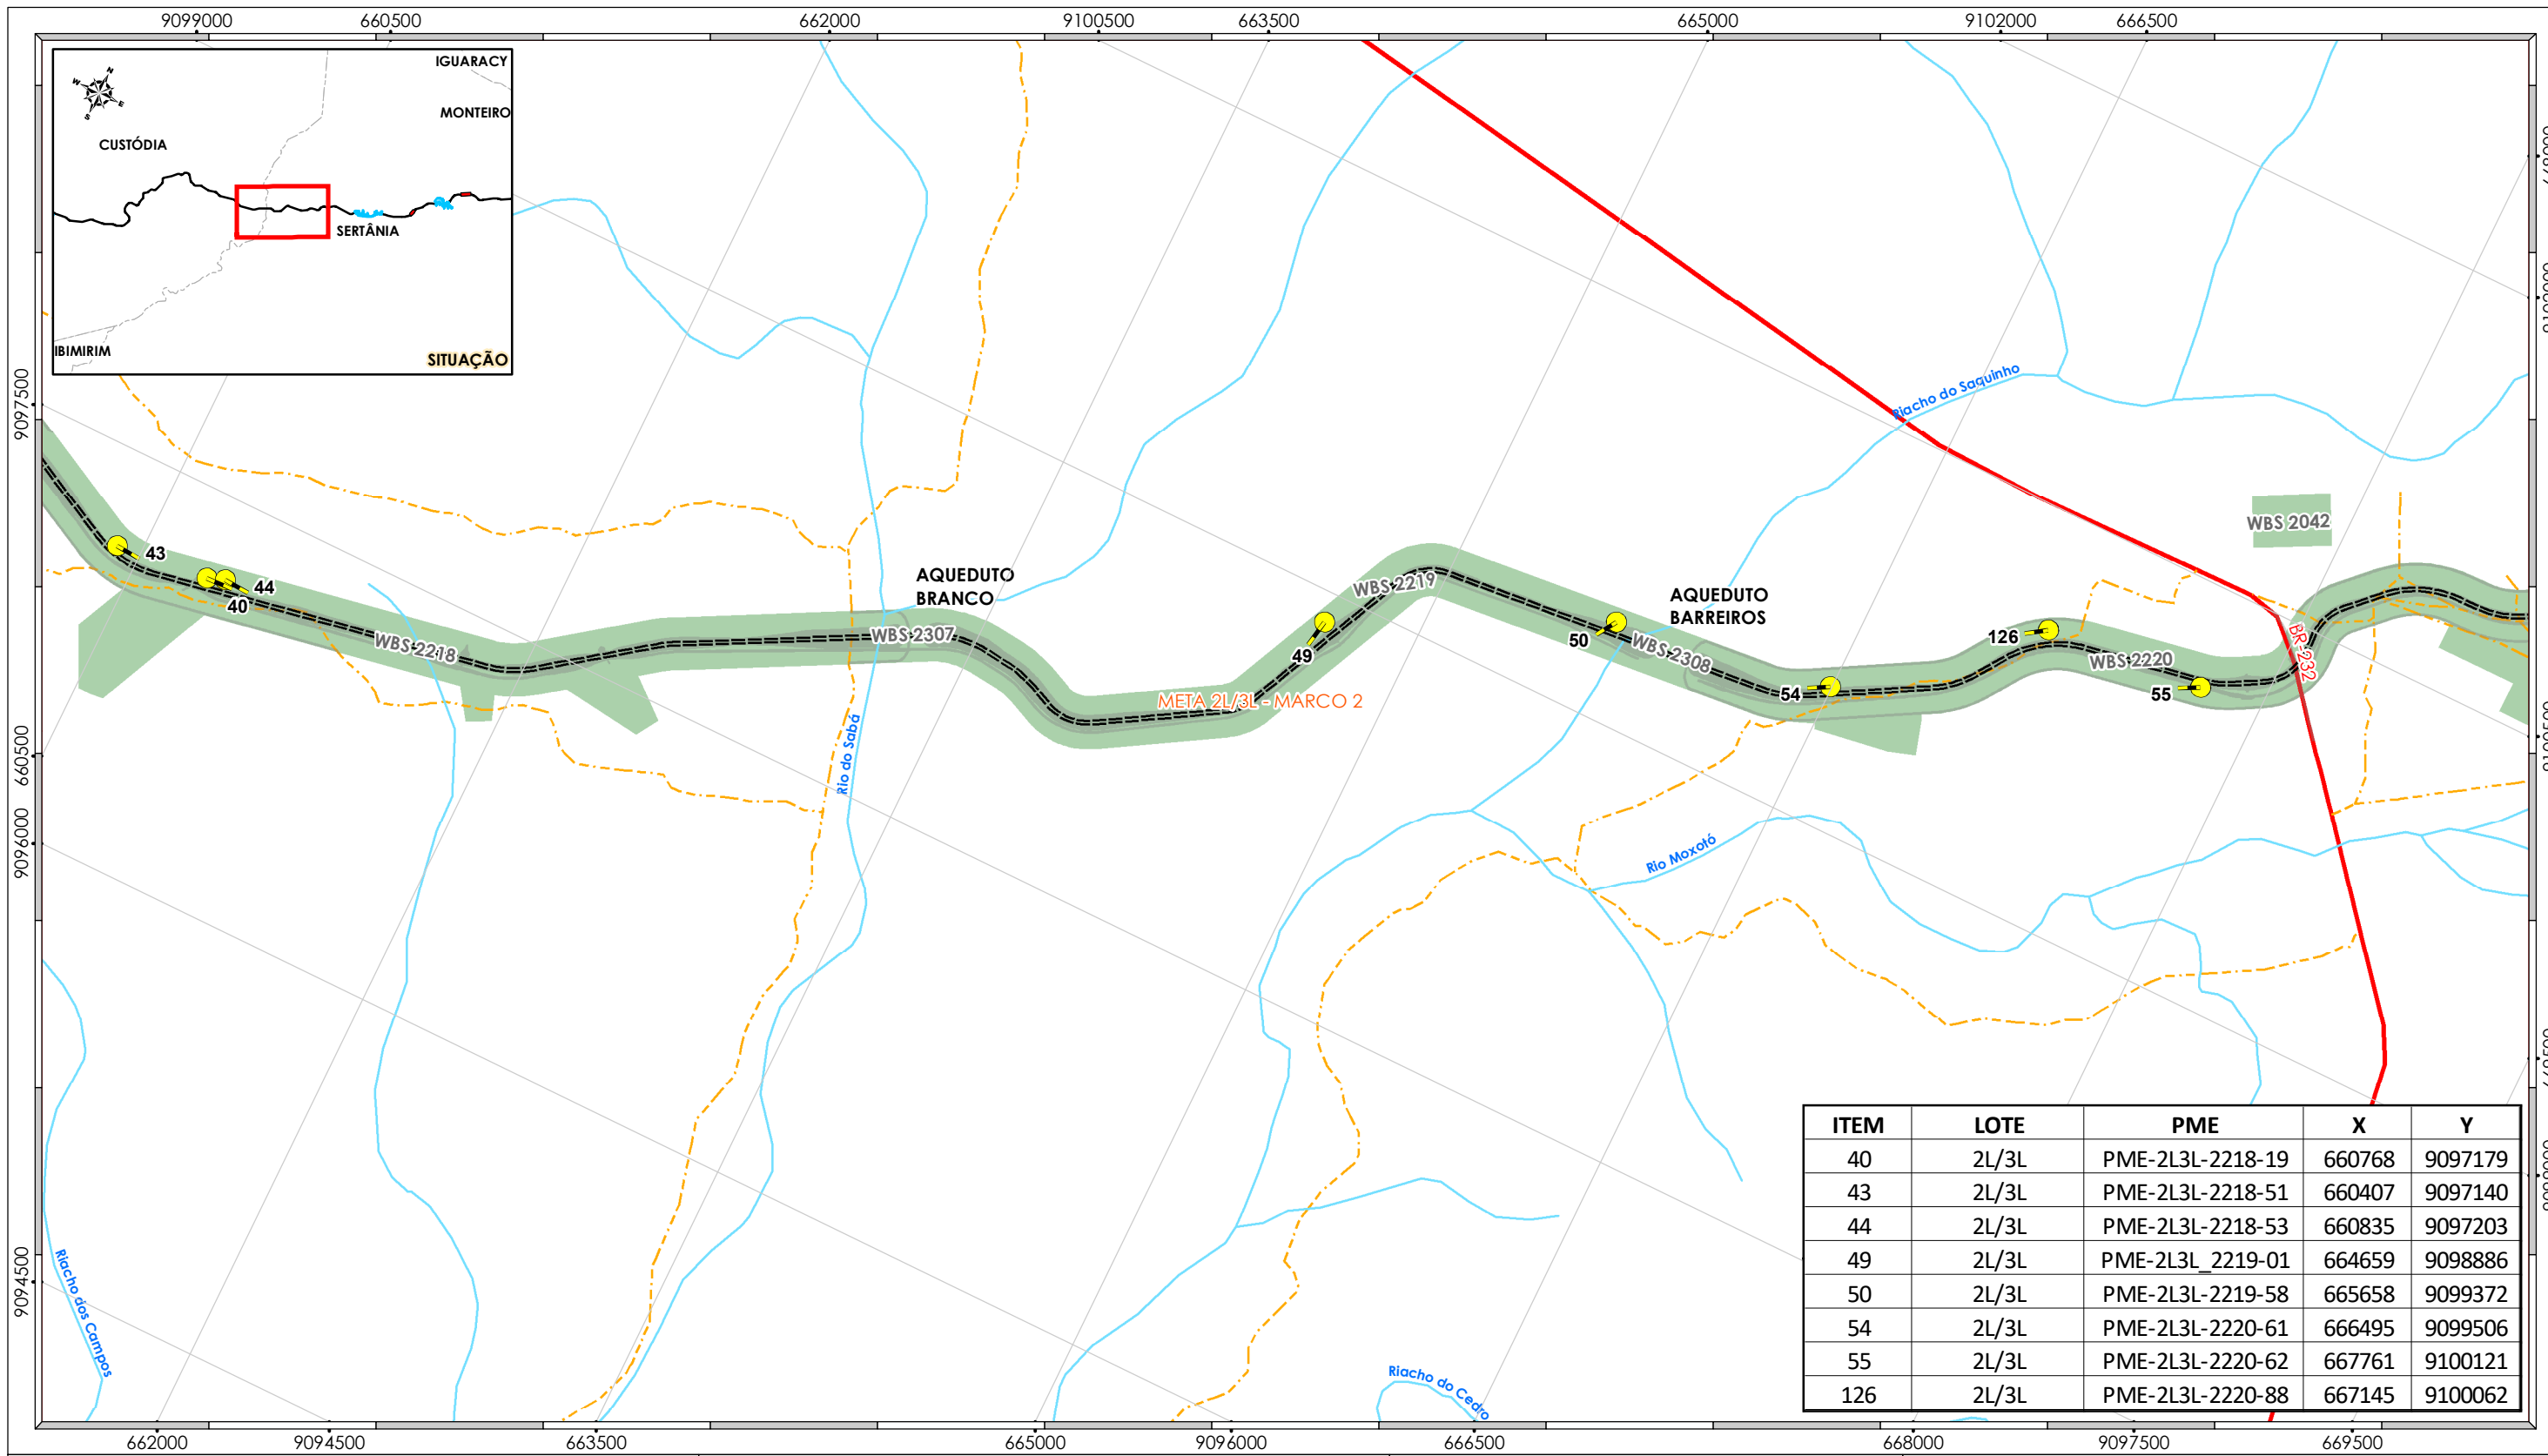 9099000 660500 662000 9100500 663500 665000 9102000 666500
IGUARACY
MONTEIRO
CUSTÓDIA
SERTÂNIA
IBIMIRIM
SITUAÇÃO
N
E
S
W
9097500
660500
9096000
9094500
Riacho do Saquinho
WBS 2042
43
44
40
WBS 2218
AQUEDUTO
BRANCO
WBS 2307
WBS 2219
AQUEDUTO
BARREIROS
49
50
WBS 2308
126
WBS 2220
BR-232
54
55
META 2L/3L - MARCO 2
Rio do Sabá
Rio Moxotó
Riacho dos Campos
Riacho do Cedro
ITEM LOTE PME X Y
40 2L/3L PME-2L3L-2218-19 660768 9097179
43 2L/3L PME-2L3L-2218-51 660407 9097140
44 2L/3L PME-2L3L-2218-53 660835 9097203
49 2L/3L PME-2L3L_2219-01 664659 9098886
50 2L/3L PME-2L3L-2219-58 665658 9099372
54 2L/3L PME-2L3L-2220-61 666495 9099506
55 2L/3L PME-2L3L-2220-62 667761 9100121
126 2L/3L PME-2L3L-2220-88 667145 9100062
662000 9094500 663500 665000 9096000 666500 668000 9097500 669500